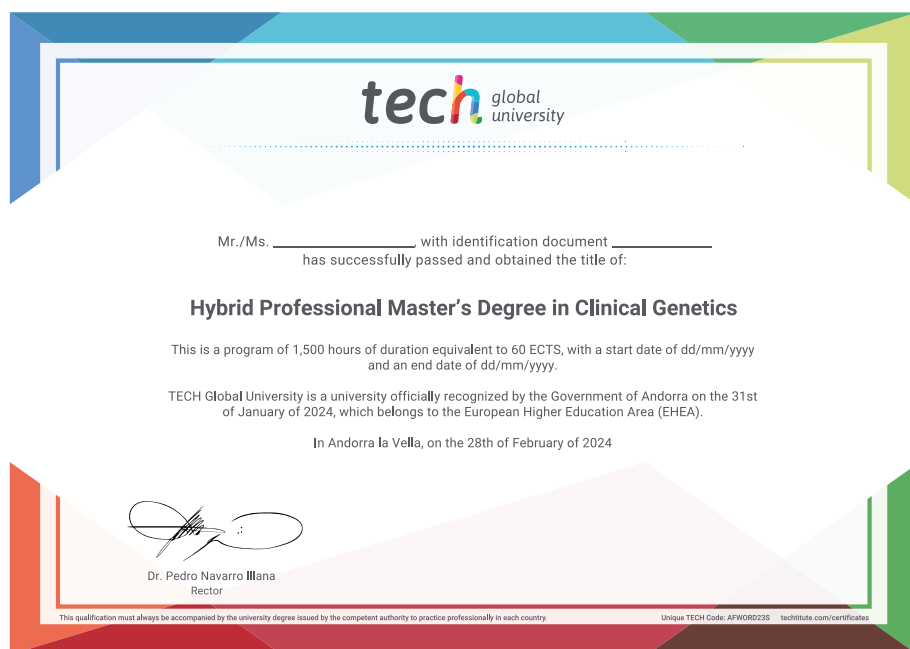 tech global
university
Mr./Ms. ____________________, with identification document ______________
has successfully passed and obtained the title of:
Hybrid Professional Master’s Degree in Clinical Genetics
This is a program of 1,500 hours of duration equivalent to 60 ECTS, with a start date of dd/mm/yyyy
and an end date of dd/mm/yyyy.
TECH Global University is a university officially recognized by the Government of Andorra on the 31st
of January of 2024, which belongs to the European Higher Education Area (EHEA).
In Andorra la Vella, on the 28th of February of 2024
Dr. Pedro Navarro Illana
Rector
This qualification must always be accompanied by the university degree issued by the competent authority to practice professionally in each country. Unique TECH Code: AFWORD23S techtitute.com/certificates